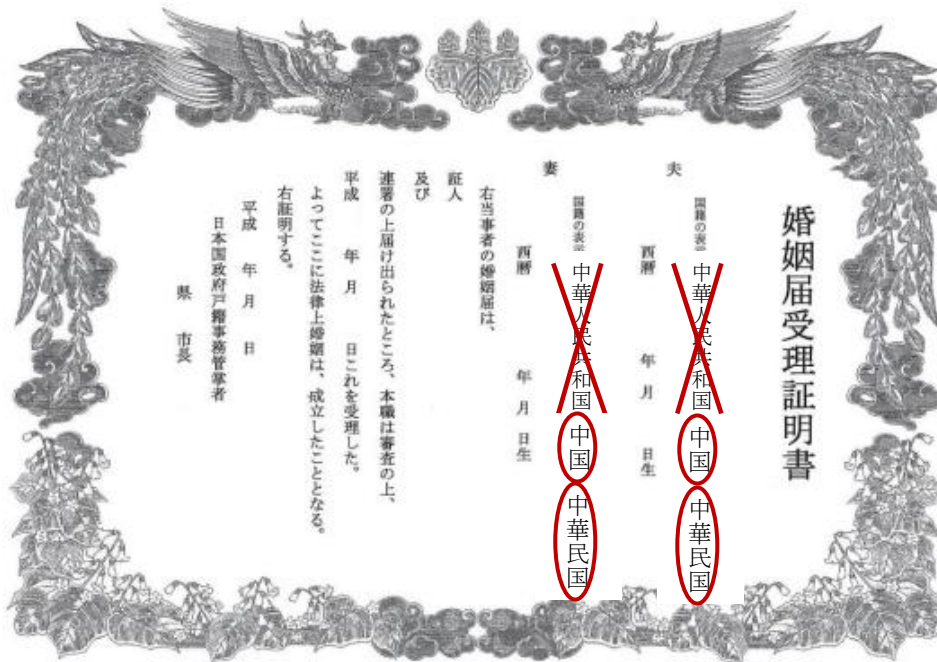 婚姻届受理証明書
夫
国籍の表示 中華人民共和国 中国 中華民国
西暦 年 月 日生
妻
国籍の表示 中華人民共和国 中国 中華民国
西暦 年 月 日生
右当事者の婚姻届は、
証人
及び
連署の上届け出られたところ、本職は審査の上、
平成 年 月 日これを受理した。
よってここに法律上婚姻は、成立したこととなる。
右証明する。
平成 年 月 日
日本国政府戸籍事務管掌者
県 市長